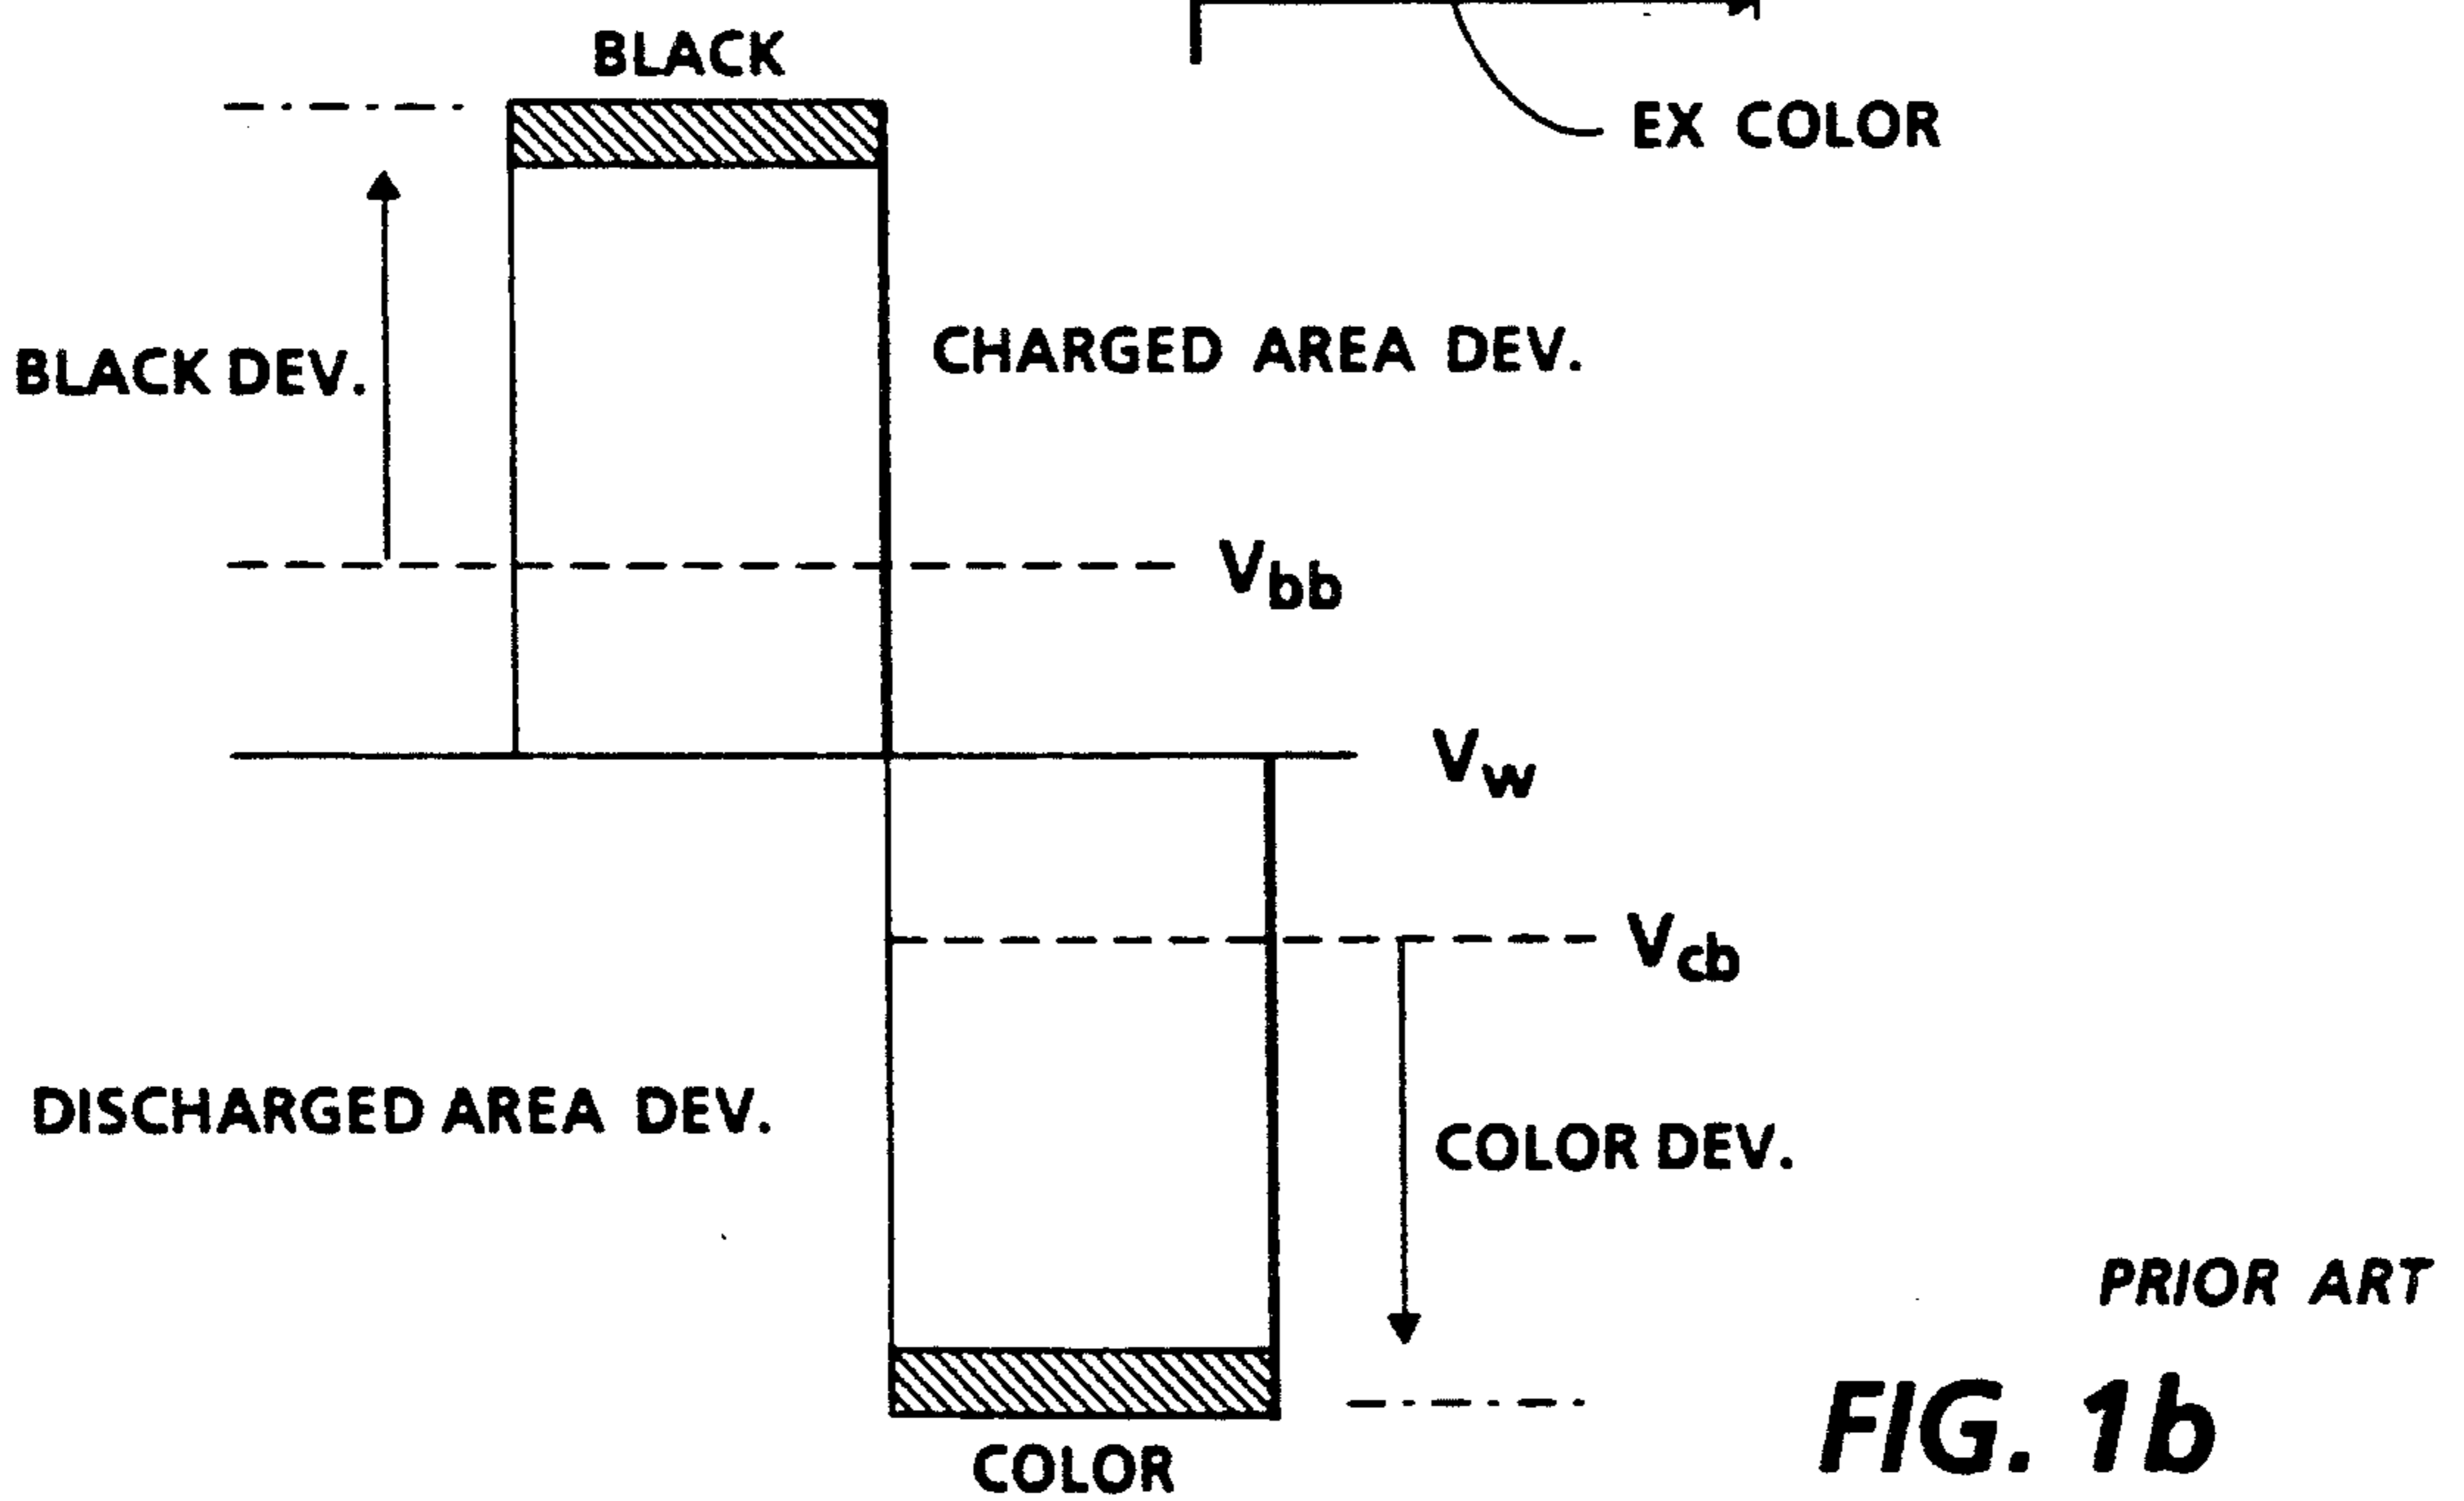 BLACK
EX COLOR
BLACK DEV.
CHARGED AREA DEV.
Vbb
Vw
Vcb
DISCHARGED AREA DEV.
COLOR DEV.
PRIOR ART
FIG. 1b
COLOR